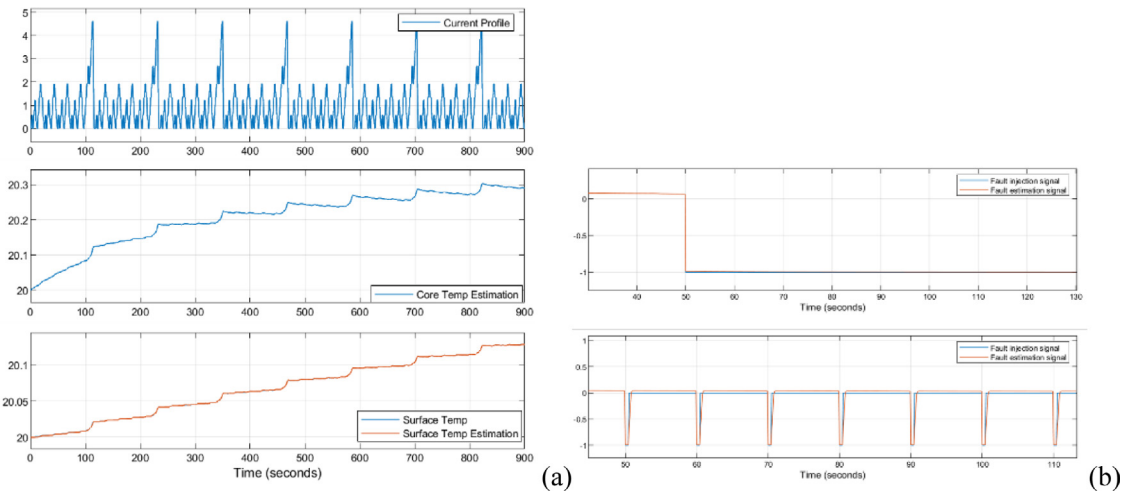 5
4
3
2
1
0
Current Profile
0 100 200 300 400 500 600 700 800 900
20.3
20.2
20.1
20
Core Temp Estimation
0 100 200 300 400 500 600 700 800 900
20.1
20.05
20
Surface Temp
Surface Temp Estimation
0 100 200 300 400 500 600 700 800 900
Time (seconds)
(a)
Fault injection signal
Fault estimation signal
0
-0.5
-1
40 50 60 70 80 90 100 110 120 130
Time (seconds)
Fault injection signal
Fault estimation signal
1
0.5
0
-0.5
-1
50 60 70 80 90 100 110
Time (seconds)
(b)